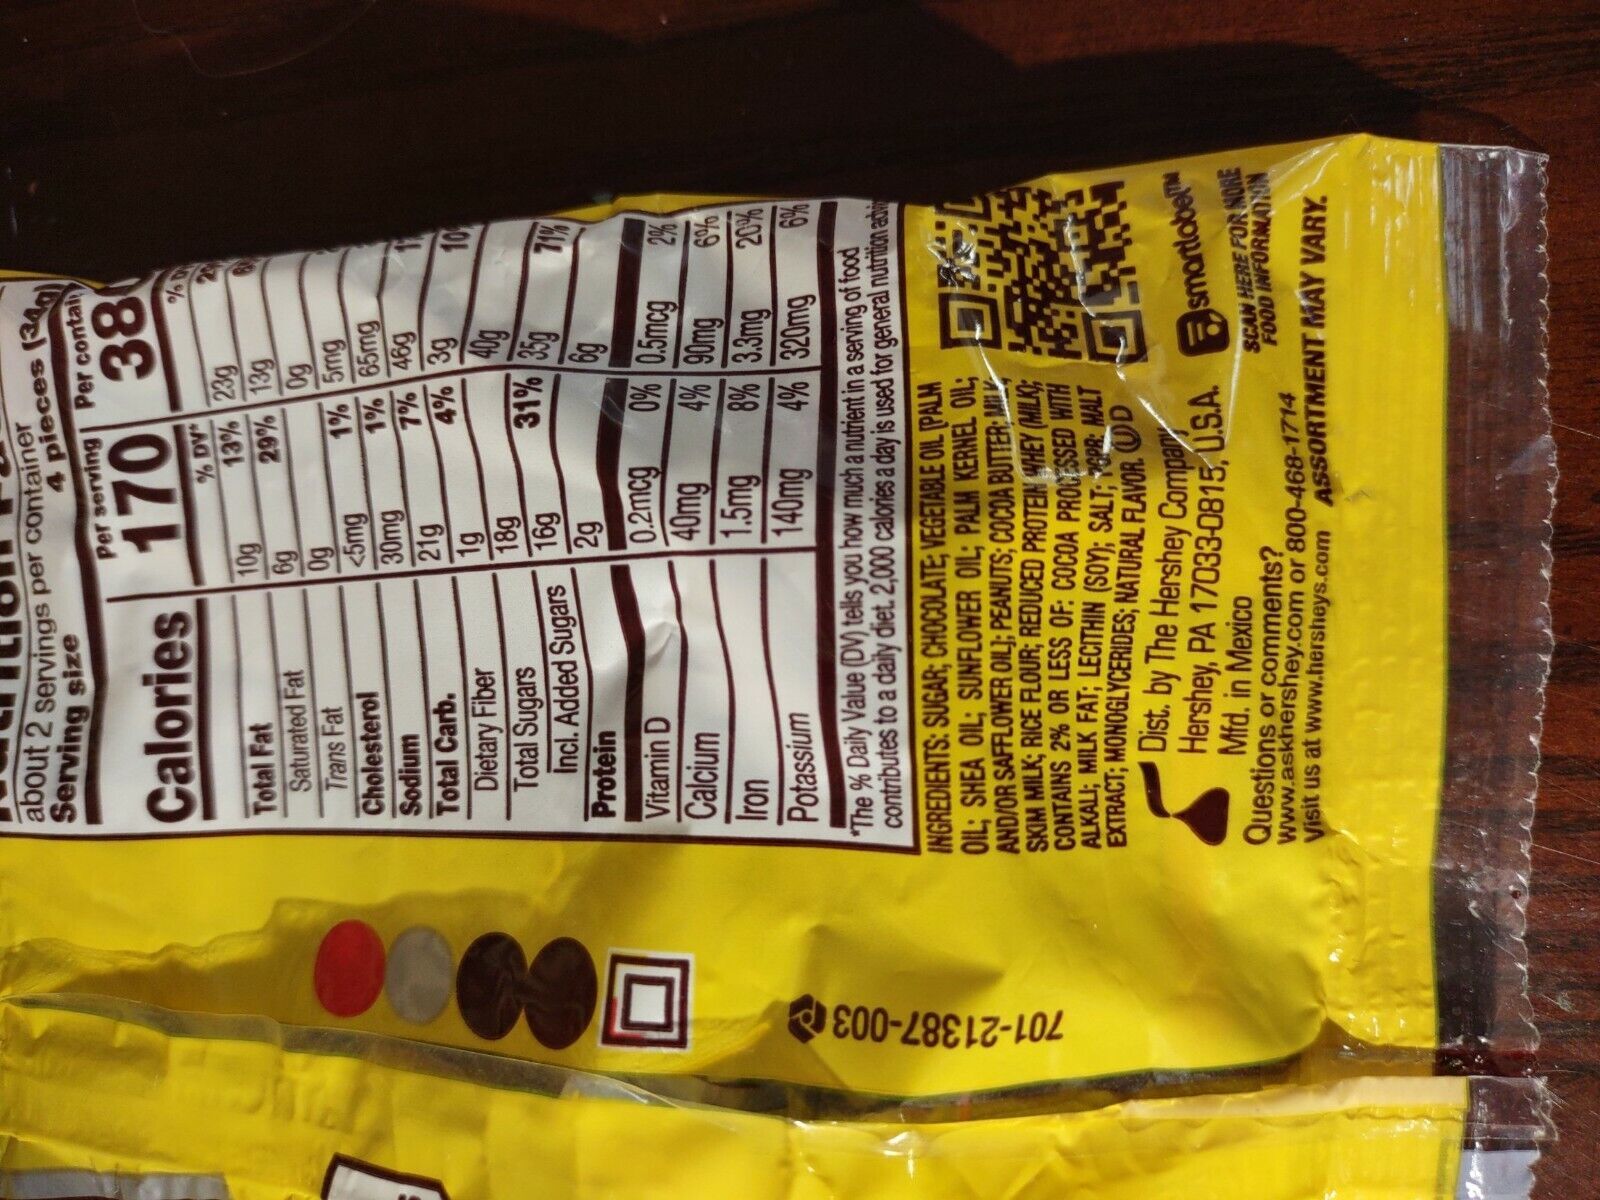 about 2 servings per container
Serving size 4 pieces (34g)
Per serving Per
Calories 170 38
% DV*
Total Fat 10g 13% 23g
Saturated Fat 6g 29% 13g
Trans Fat 0g 0g
Cholesterol <5mg 1% 5mg
Sodium 30mg 1% 65mg
Total Carb. 21g 7% 46g
Dietary Fiber 1g 4% 3g
Total Sugars 18g 40g
Incl. Added Sugars 16g 31% 35g 71%
Protein 2g 6g
Vitamin D 0.2mcg 0% 0.5mcg 2%
Calcium 40mg 4% 90mg 6%
Iron 1.5mg 8% 3.3mg 20%
Potassium 140mg 4% 320mg 6%
*The % Daily Value (DV) tells you how much a nutrient in a serving of food
contributes to a daily diet. 2,000 calories a day is used for general nutrition
INGREDIENTS: SUGAR; CHOCOLATE; VEGETABLE OIL [PALM
OIL; SHEA OIL; SUNFLOWER OIL; PALM KERNEL OIL;
AND/OR SAFFLOWER OIL]; PEANUTS; COCOA BUTTER; MILK;
SKIM MILK; RICE FLOUR; REDUCED PROTEIN WHEY (MILK);
CONTAINS 2% OR LESS OF: COCOA PROCESSED WITH
ALKALI; MILK FAT; LECITHIN (SOY); SALT; PGPR; MALT
EXTRACT; MONOGLYCERIDES; NATURAL FLAVOR. Ⓤ D
Dist. by The Hershey Company
Hershey, PA 17033-0815, U.S.A.
Mfd. in Mexico
smartlabel™
SCAN HERE FOR MORE
FOOD INFORMATION
Questions or comments?
www.askhershey.com or 800-468-1714
Visit us at www.hersheys.com ASSORTMENT MAY VARY.
701-21387-003